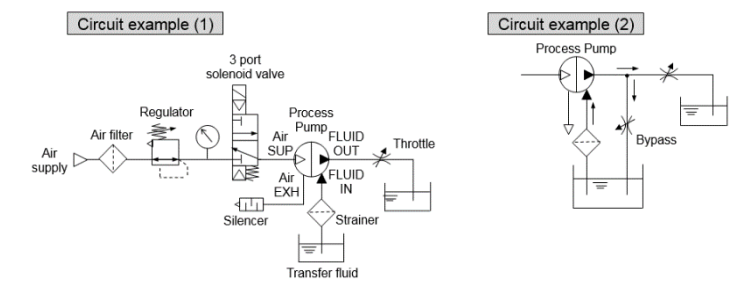 Circuit example (1)
3 port
solenoid valve
Regulator
Air filter
Air
supply
Process
Pump
Air
SUP
FLUID
OUT
Throttle
Air
EXH
FLUID
IN
Silencer
Strainer
Transfer fluid
Circuit example (2)
Process Pump
Bypass